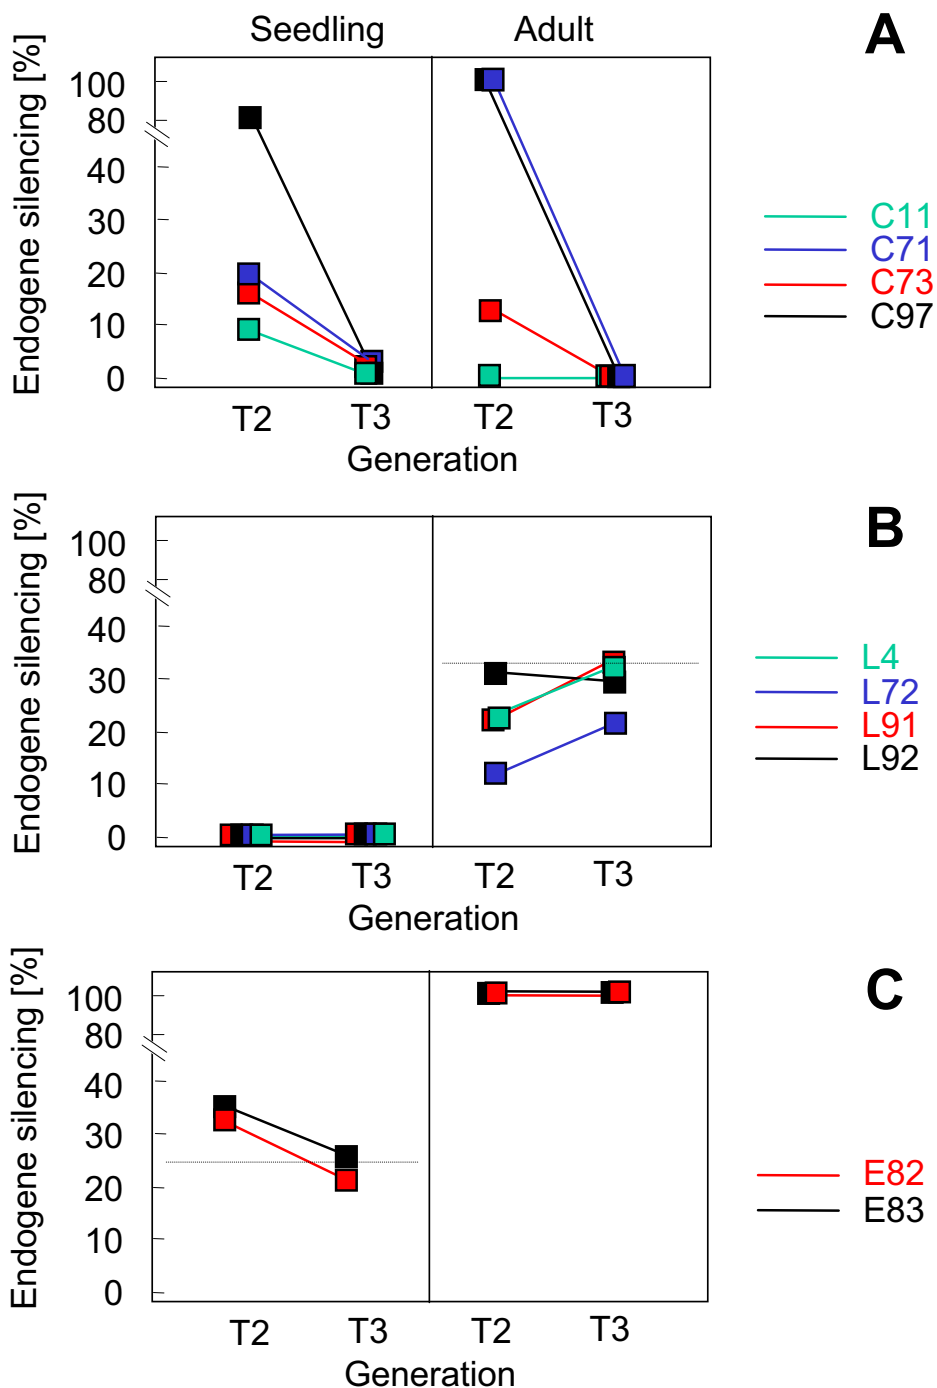 Seedling Adult A
Endogene silencing [%]
100
80
40
30
20
10
0
T2 T3 T2 T3
Generation
C11
C71
C73
C97
B
Endogene silencing [%]
100
80
40
30
20
10
0
T2 T3 T2 T3
Generation
L4
L72
L91
L92
C
Endogene silencing [%]
100
80
40
30
20
10
0
T2 T3 T2 T3
Generation
E82
E83